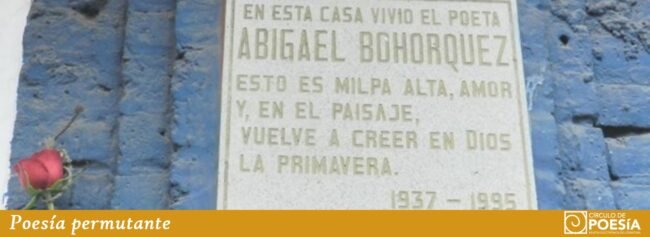 EN ESTA CASA VIVIO EL POETA
ABIGAEL BOHORQUEZ
ESTO ES MILPA ALTA, AMOR
Y, EN EL PAISAJE,
VUELVE A CREER EN DIOS
LA PRIMAVERA.
1937 - 1995
Poesía permutante
CÍRCULO DE
POESÍA